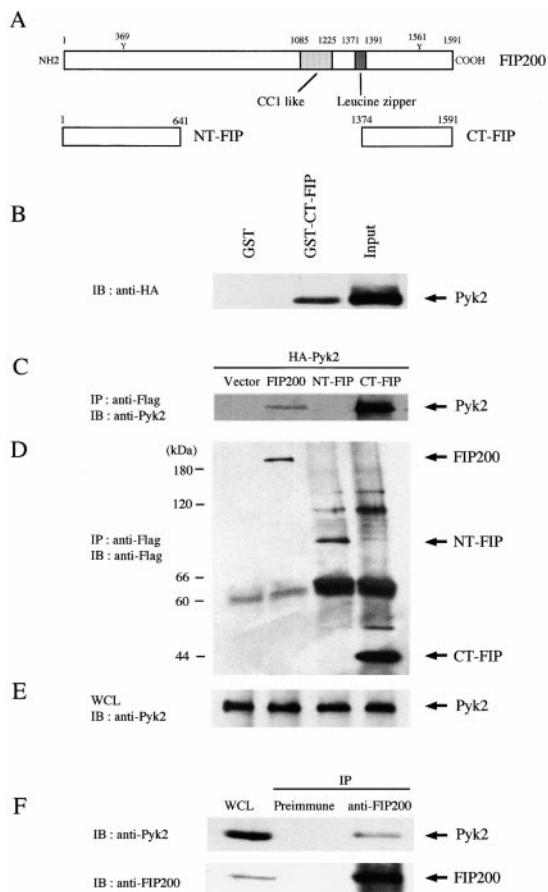 A
1 369 1085 1225 1371 1391 1561 1591
Y Y
NH2 COOH FIP200
CC1 like Leucine zipper
1 641 1374 1591
NT-FIP CT-FIP
B
GST
GST-CT-FIP
Input
IB : anti-HA
Pyk2
C
HA-Pyk2
Vector FIP200 NT-FIP CT-FIP
IP : anti-Flag
IB : anti-Pyk2
Pyk2
D
(kDa)
180
FIP200
120
IP : anti-Flag
IB : anti-Flag
NT-FIP
66
60
44
CT-FIP
E
WCL
IB : anti-Pyk2
Pyk2
F
IP
WCL Preimmune anti-FIP200
IB : anti-Pyk2
Pyk2
IB : anti-FIP200
FIP200